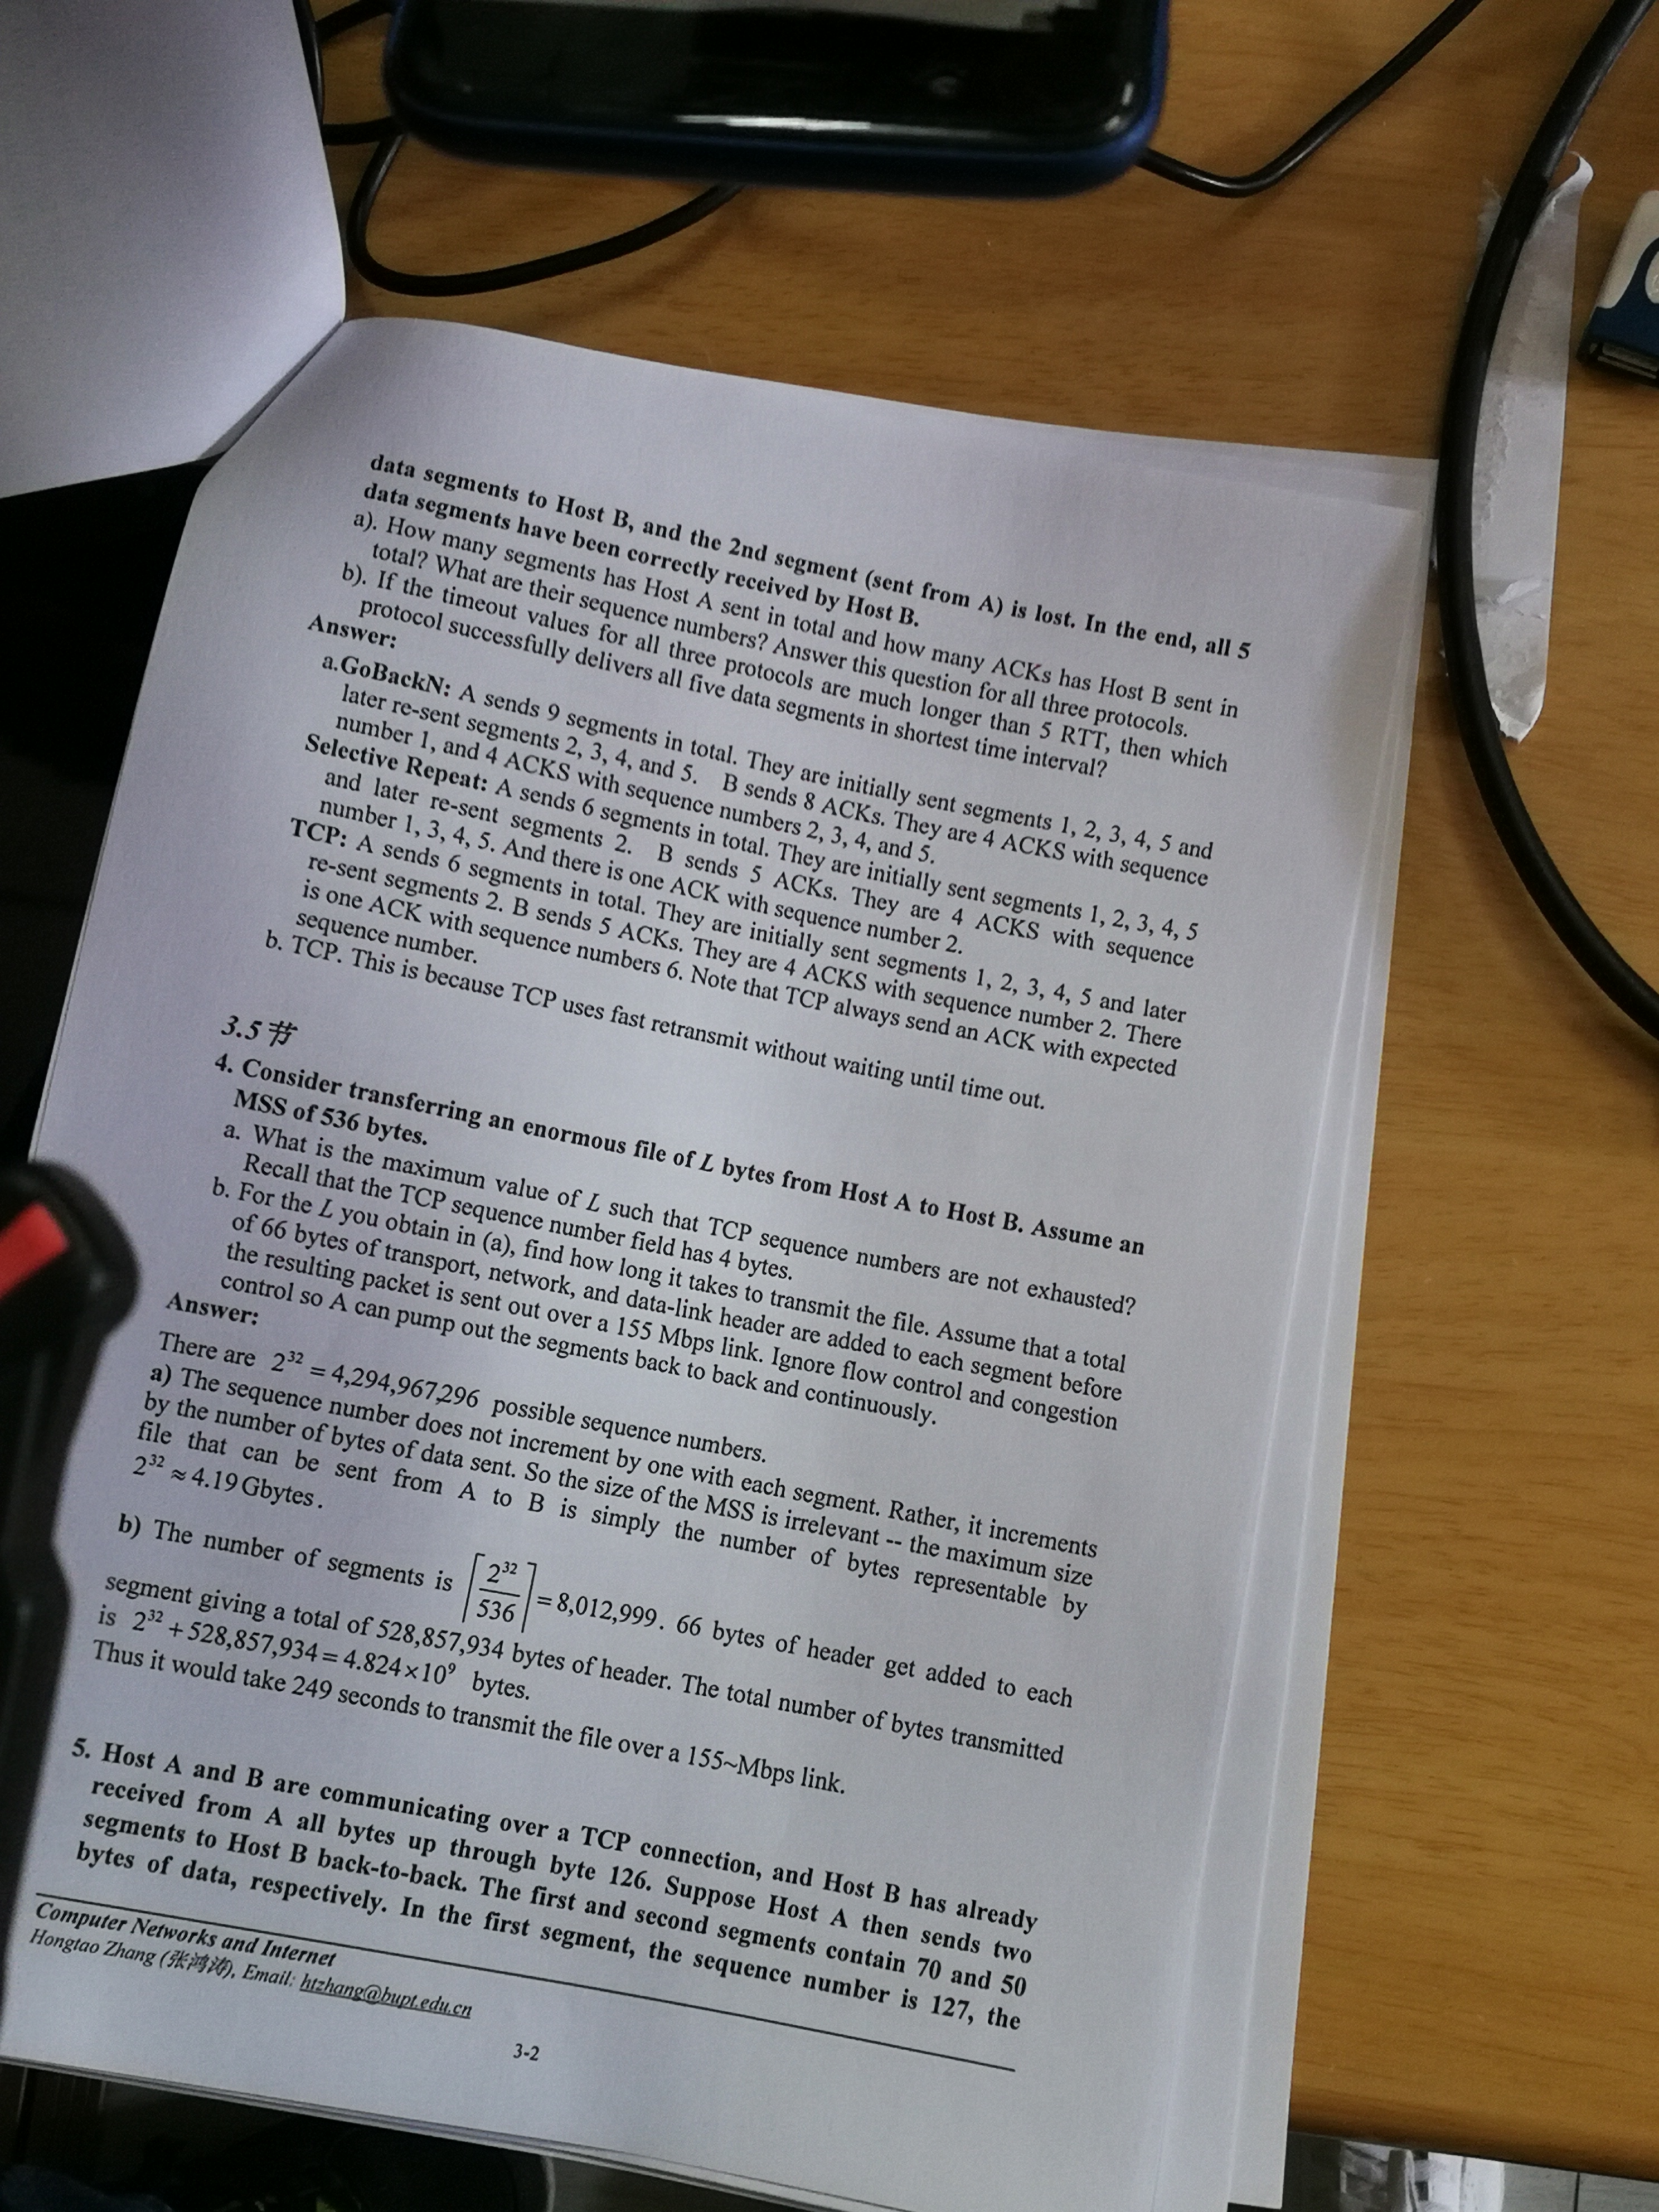 data segments to Host B, and the 2nd segment (sent from A) is lost. In the end, all 5
data segments have been correctly received by Host B.
a). How many segments has Host A sent in total and how many ACKs has Host B sent in
total? What are their sequence numbers? Answer this question for all three protocols.
b). If the timeout values for all three protocols are much longer than 5 RTT, then which
protocol successfully delivers all five data segments in shortest time interval?
Answer:
a.GoBackN: A sends 9 segments in total. They are initially sent segments 1, 2, 3, 4, 5 and
later re-sent segments 2, 3, 4, and 5. B sends 8 ACKs. They are 4 ACKS with sequence
number 1, and 4 ACKS with sequence numbers 2, 3, 4, and 5.
Selective Repeat: A sends 6 segments in total. They are initially sent segments 1, 2, 3, 4, 5
and later re-sent segments 2. B sends 5 ACKs. They are 4 ACKS with sequence
number 1, 3, 4, 5. And there is one ACK with sequence number 2.
TCP: A sends 6 segments in total. They are initially sent segments 1, 2, 3, 4, 5 and later
re-sent segments 2. B sends 5 ACKs. They are 4 ACKS with sequence number 2. There
is one ACK with sequence numbers 6. Note that TCP always send an ACK with expected
sequence number.
b. TCP. This is because TCP uses fast retransmit without waiting until time out.
3.5 节
4. Consider transferring an enormous file of L bytes from Host A to Host B. Assume an
MSS of 536 bytes.
a. What is the maximum value of L such that TCP sequence numbers are not exhausted?
Recall that the TCP sequence number field has 4 bytes.
b. For the L you obtain in (a), find how long it takes to transmit the file. Assume that a total
of 66 bytes of transport, network, and data-link header are added to each segment before
the resulting packet is sent out over a 155 Mbps link. Ignore flow control and congestion
control so A can pump out the segments back to back and continuously.
Answer:
There are 2³² = 4,294,967,296 possible sequence numbers.
a) The sequence number does not increment by one with each segment. Rather, it increments
by the number of bytes of data sent. So the size of the MSS is irrelevant -- the maximum size
file that can be sent from A to B is simply the number of bytes representable by
2³² ≈ 4.19 Gbytes.
b) The number of segments is ⌈2³²/536⌉ = 8,012,999. 66 bytes of header get added to each
segment giving a total of 528,857,934 bytes of header. The total number of bytes transmitted
is 2³² + 528,857,934 = 4.824×10⁹ bytes.
Thus it would take 249 seconds to transmit the file over a 155~Mbps link.
5. Host A and B are communicating over a TCP connection, and Host B has already
received from A all bytes up through byte 126. Suppose Host A then sends two
segments to Host B back-to-back. The first and second segments contain 70 and 50
bytes of data, respectively. In the first segment, the sequence number is 127, the
Computer Networks and Internet
Hongtao Zhang (张鸿涛), Email: htzhang@bupt.edu.cn
3-2